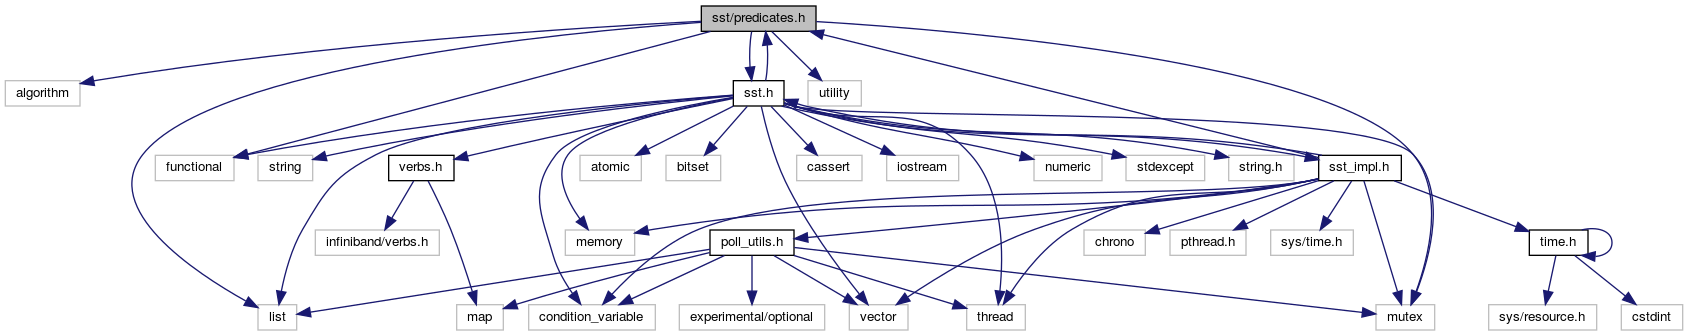 sst/predicates.h
algorithm
sst.h
utility
functional
string
verbs.h
atomic
bitset
cassert
iostream
numeric
stdexcept
string.h
sst_impl.h
infiniband/verbs.h
memory
poll_utils.h
chrono
pthread.h
sys/time.h
time.h
list
map
condition_variable
experimental/optional
vector
thread
mutex
sys/resource.h
cstdint